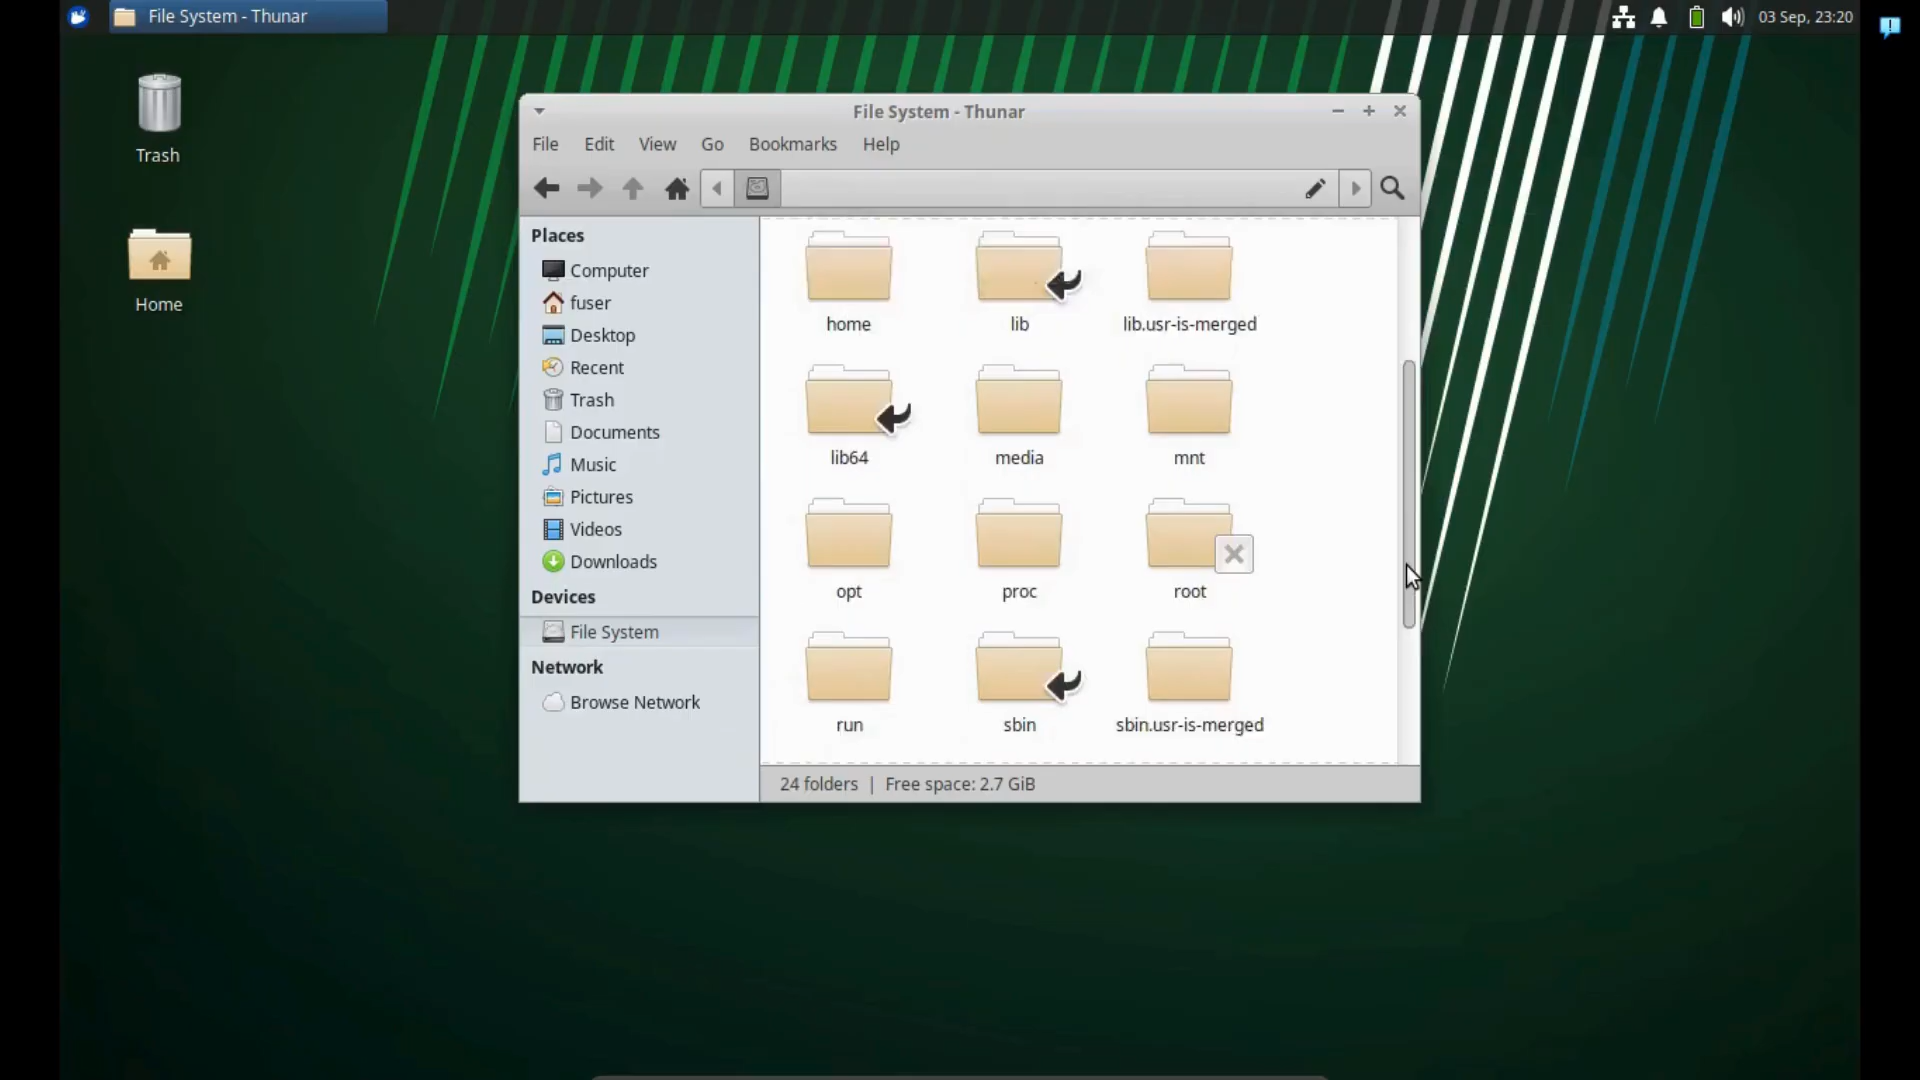 File System - Thunar
03 Sep, 23:20
Trash
Home
File System - Thunar
File Edit View Go Bookmarks Help
Places
Computer
fuser
Desktop
Recent
Trash
Documents
Music
Pictures
Videos
Downloads
Devices
File System
Network
Browse Network
home lib lib.usr-is-merged
lib64 media mnt
opt proc root
run sbin sbin.usr-is-merged
24 folders | Free space: 2.7 GiB